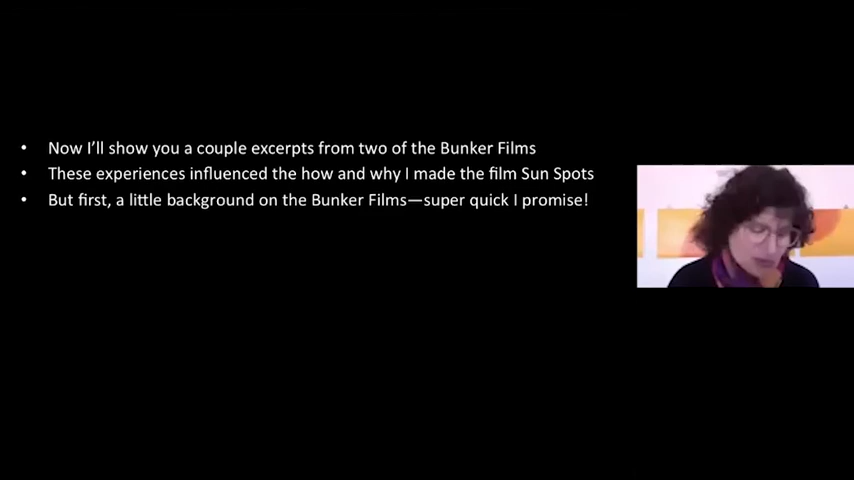 • Now I'll show you a couple excerpts from two of the Bunker Films
• These experiences influenced the how and why I made the film Sun Spots
• But first, a little background on the Bunker Films—super quick I promise!